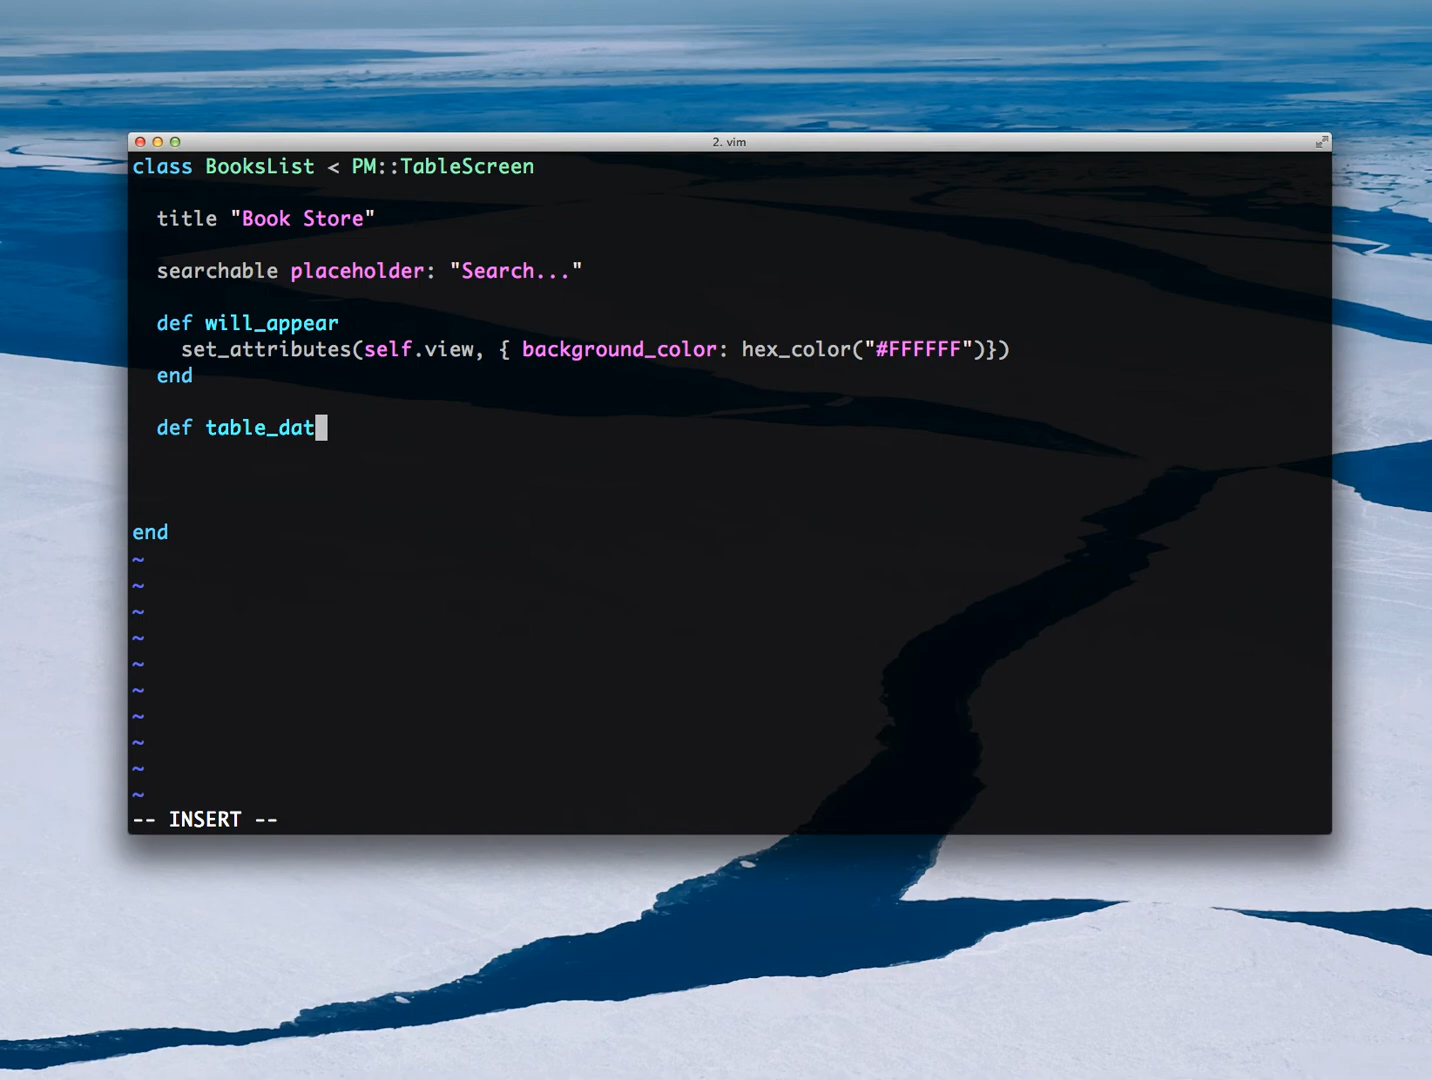 2. vim
class BooksList < PM::TableScreen
title "Book Store"
searchable placeholder: "Search..."
def will_appear
set_attributes(self.view, { background_color: hex_color("#FFFFFF")})
end
def table_dat
end
~
~
~
~
~
~
~
~
~
~
-- INSERT --